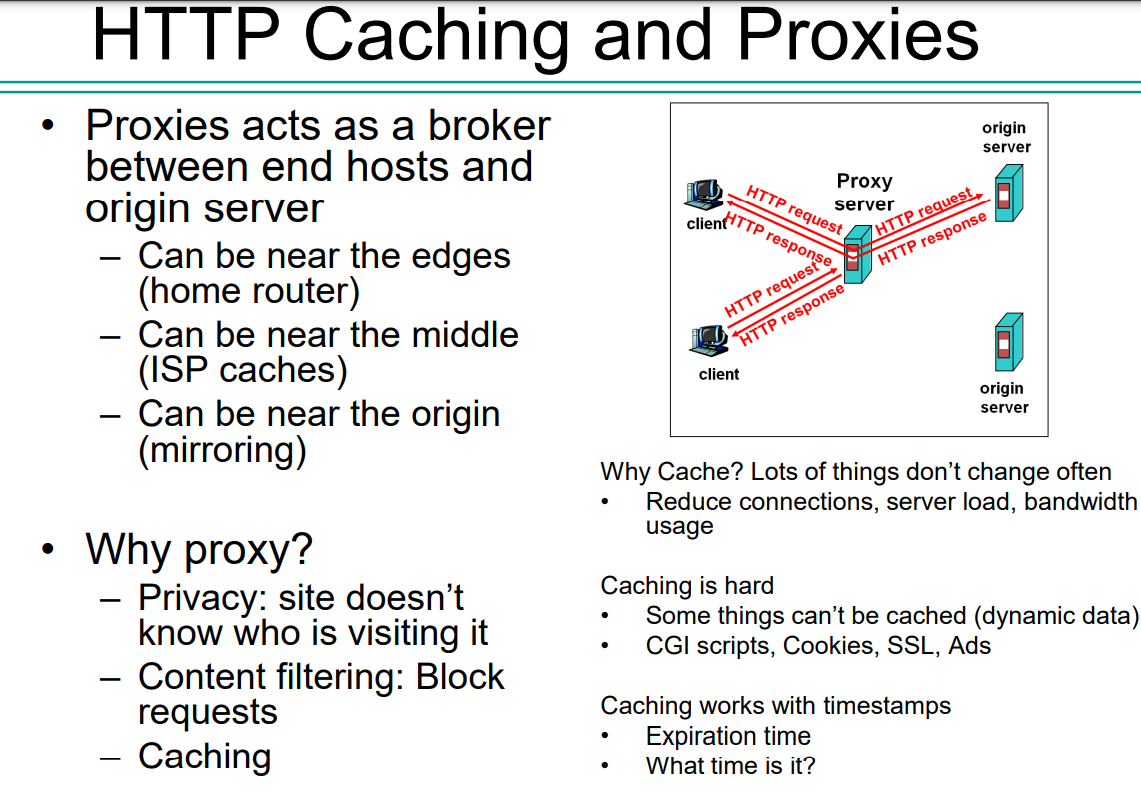 HTTP Caching and Proxies
• Proxies acts as a broker
between end hosts and
origin server
– Can be near the edges
(home router)
– Can be near the middle
(ISP caches)
– Can be near the origin
(mirroring)
• Why proxy?
– Privacy: site doesn’t
know who is visiting it
– Content filtering: Block
requests
– Caching
origin
server
Proxy
server
client
HTTP request
HTTP response
HTTP request
HTTP response
HTTP request
HTTP response
client
origin
server
Why Cache? Lots of things don’t change often
• Reduce connections, server load, bandwidth
usage
Caching is hard
• Some things can’t be cached (dynamic data)
• CGI scripts, Cookies, SSL, Ads
Caching works with timestamps
• Expiration time
• What time is it?